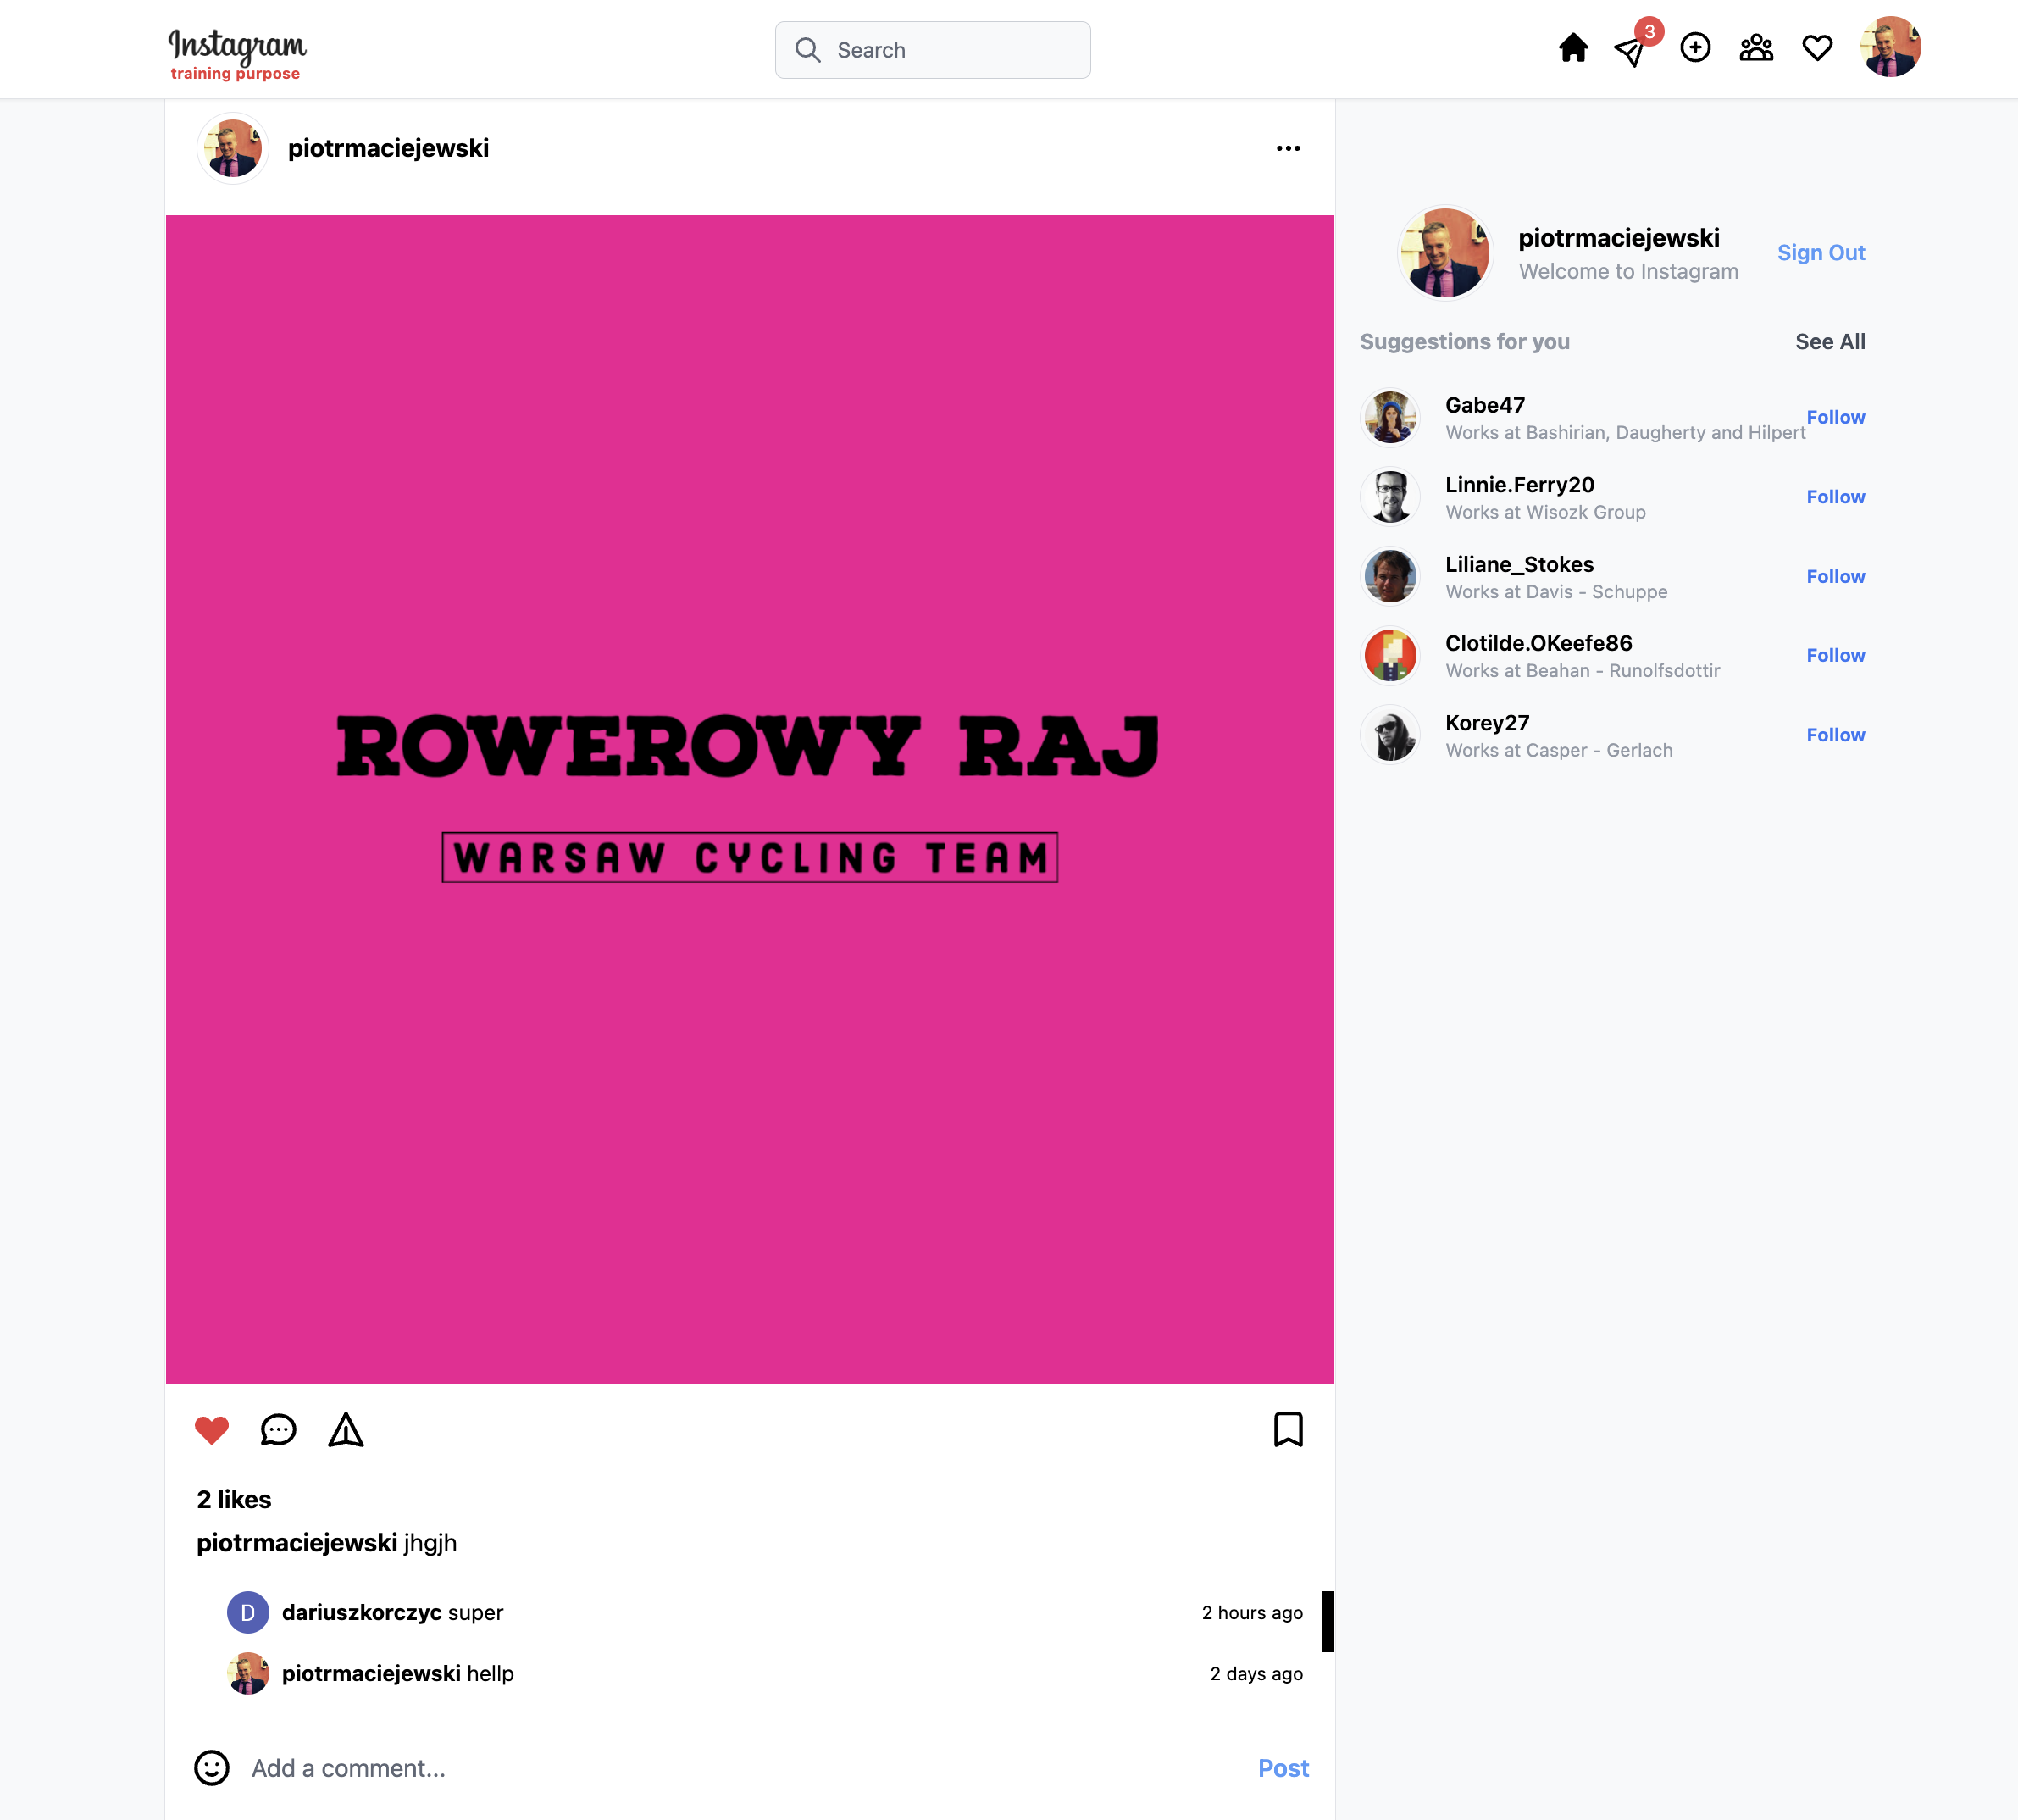 Instagram
training purpose
Search
3
piotrmaciejewski
ROWEROWY RAJ
WARSAW CYCLING TEAM
2 likes
piotrmaciejewski jhgjh
D dariuszkorczyc super 2 hours ago
piotrmaciejewski hellp 2 days ago
Add a comment...
Post
piotrmaciejewski
Welcome to Instagram
Sign Out
Suggestions for you
See All
Gabe47
Works at Bashirian, Daugherty and Hilpert
Follow
Linnie.Ferry20
Works at Wisozk Group
Follow
Liliane_Stokes
Works at Davis - Schuppe
Follow
Clotilde.OKeefe86
Works at Beahan - Runolfsdottir
Follow
Korey27
Works at Casper - Gerlach
Follow